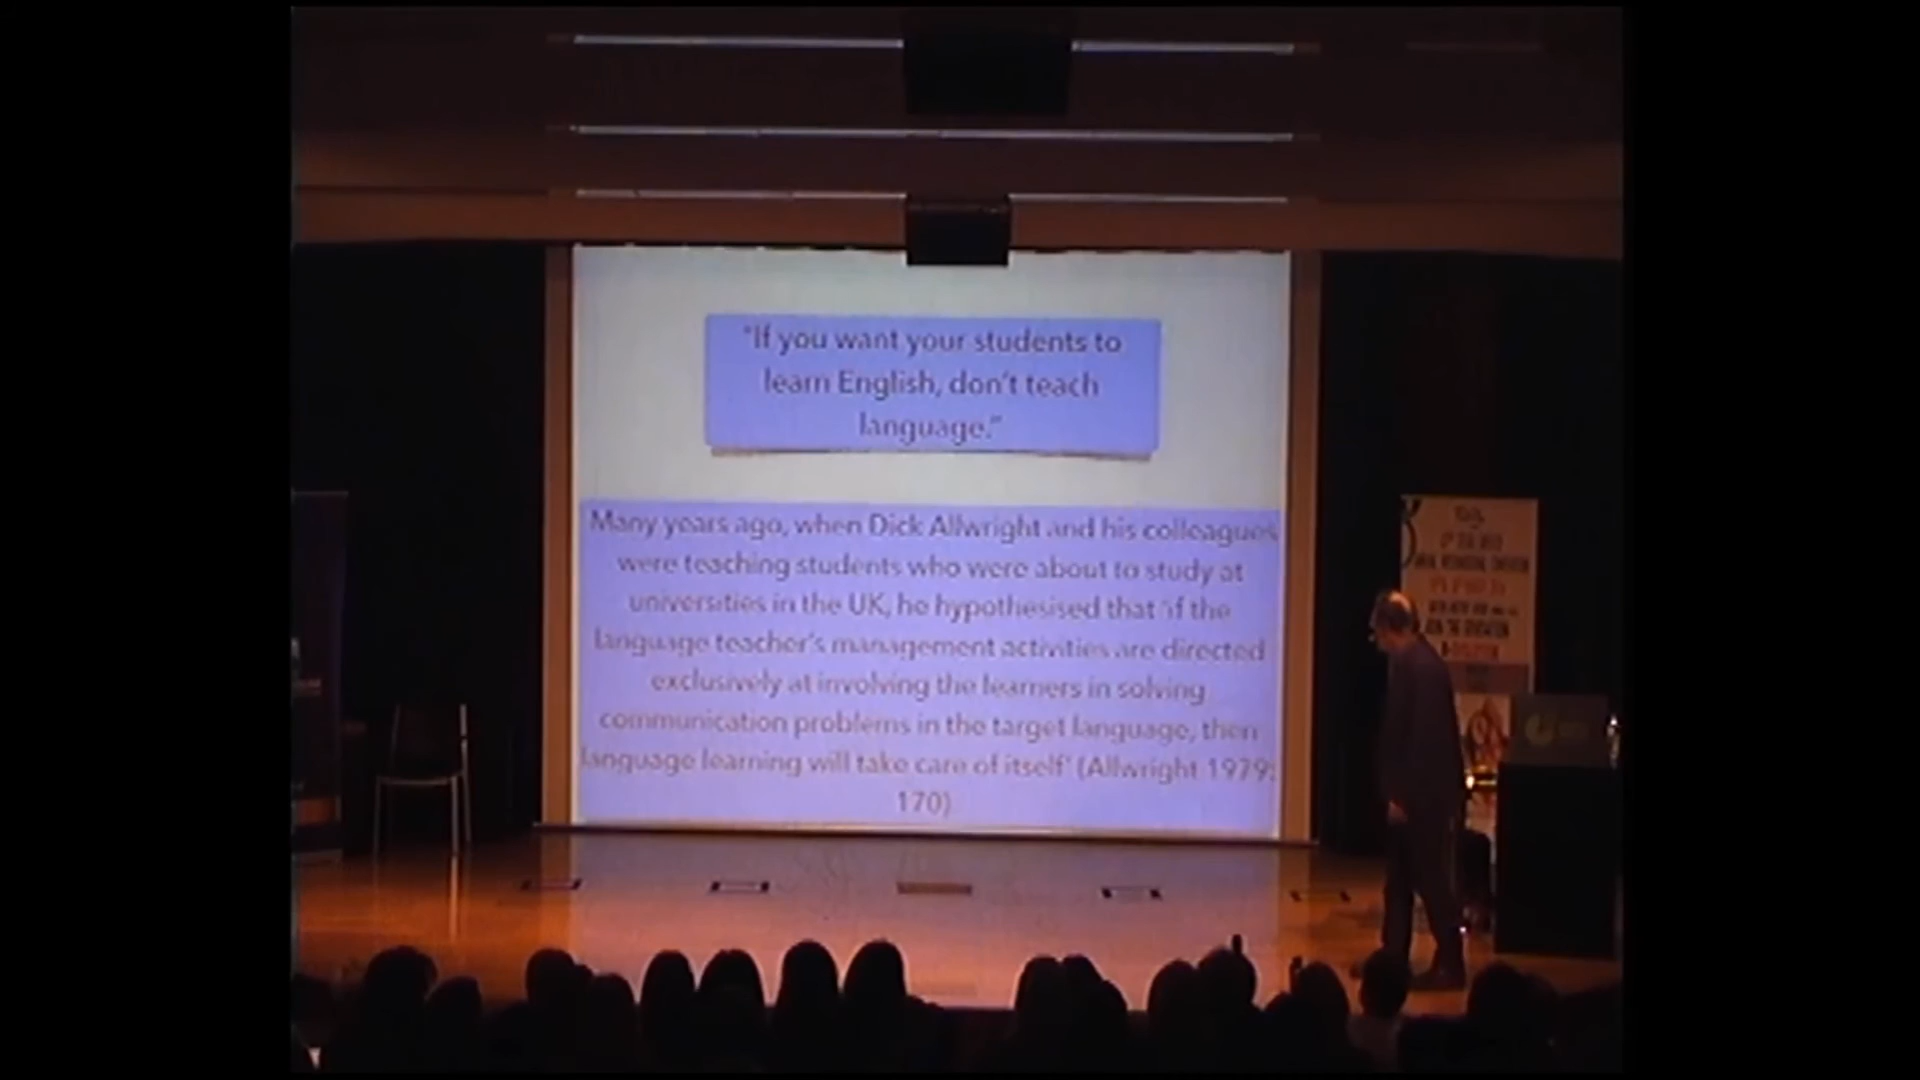 "If you want your students to
learn English, don't teach
language."
Many years ago, when Dick Allwright and his colleagues
were teaching students who were about to study at
universities in the UK, he hypothesised that 'if the
language teacher's management activities are directed
exclusively at involving the learners in solving
communication problems in the target language, then
language learning will take care of itself' (Allwright 1979:
170)